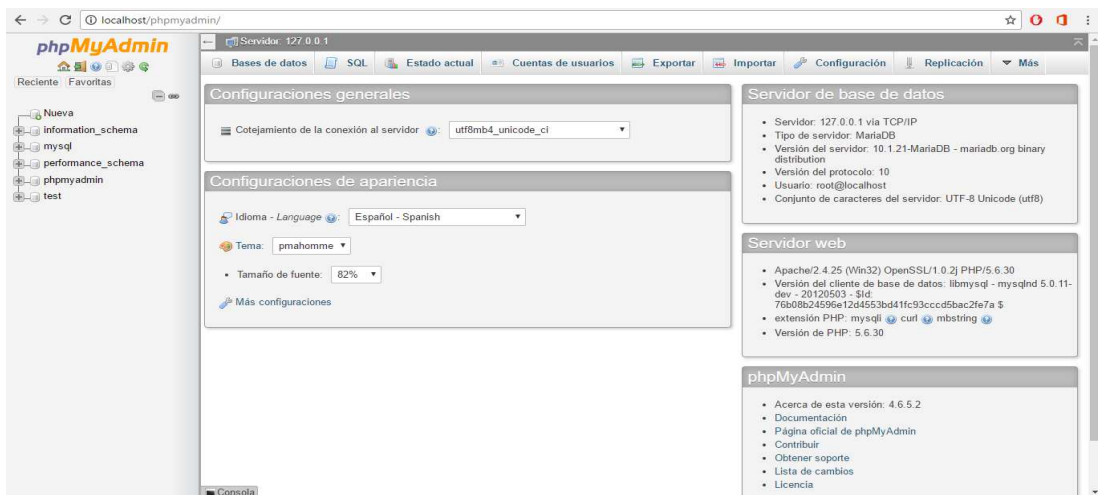 localhost/phpmyadmin/
phpMyAdmin
Reciente Favoritas
Nueva
information_schema
mysql
performance_schema
phpmyadmin
test
Servidor: 127.0.0.1
Bases de datos SQL Estado actual Cuentas de usuarios Exportar Importar Configuración Replicación Más
Configuraciones generales
Cotejamiento de la conexión al servidor : utf8mb4_unicode_ci
Configuraciones de apariencia
Idioma - Language : Español - Spanish
Tema: pmahomme
• Tamaño de fuente: 82%
Más configuraciones
Servidor de base de datos
• Servidor: 127.0.0.1 via TCP/IP
• Tipo de servidor: MariaDB
• Versión del servidor: 10.1.21-MariaDB - mariadb.org binary
distribution
• Versión del protocolo: 10
• Usuario: root@localhost
• Conjunto de caracteres del servidor: UTF-8 Unicode (utf8)
Servidor web
• Apache/2.4.25 (Win32) OpenSSL/1.0.2j PHP/5.6.30
• Versión del cliente de base de datos: libmysql - mysqlnd 5.0.11-
dev - 20120503 - $Id:
76b08b24596e12d4553bd41fc93cccd5bac2fe7a $
• extensión PHP: mysqli curl mbstring
• Versión de PHP: 5.6.30
phpMyAdmin
• Acerca de esta versión: 4.6.5.2
• Documentación
• Página oficial de phpMyAdmin
• Contribuir
• Obtener soporte
• Lista de cambios
• Licencia
Consola